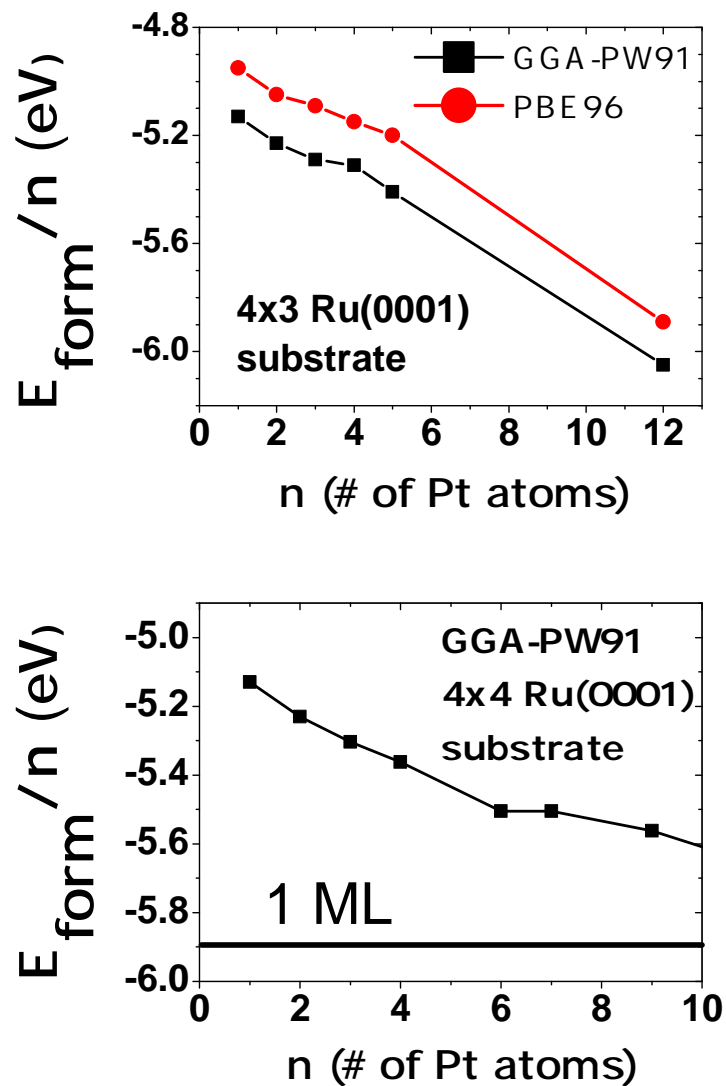 -4.8
-5.2
-5.6
-6.0
E form/n (eV)
GGA-PW91
PBE96
4x3 Ru(0001)
substrate
0 2 4 6 8 10 12
n (# of Pt atoms)
-5.0
-5.2
-5.4
-5.6
-5.8
-6.0
E form/n (eV)
GGA-PW91
4x4 Ru(0001)
substrate
1 ML
0 2 4 6 8 10
n (# of Pt atoms)